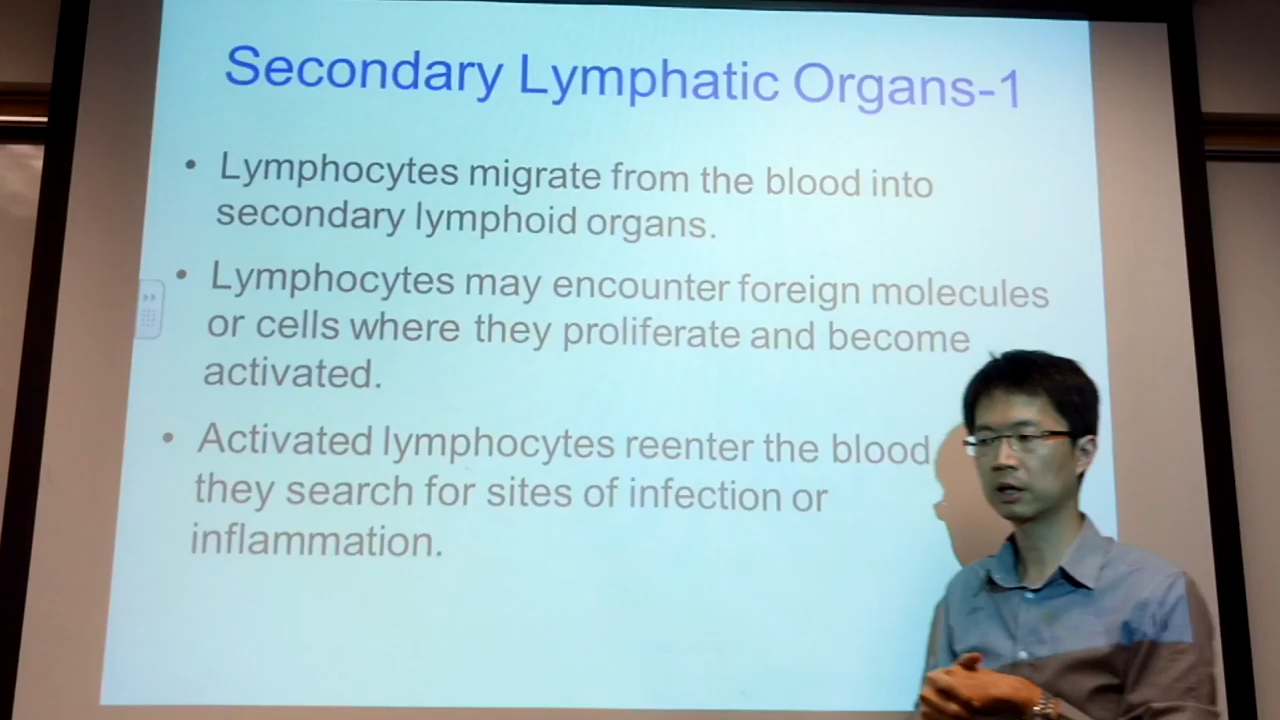 Secondary Lymphatic Organs-1
• Lymphocytes migrate from the blood into
secondary lymphoid organs.
• Lymphocytes may encounter foreign molecules
or cells where they proliferate and become
activated.
• Activated lymphocytes reenter the blood
they search for sites of infection or
inflammation.